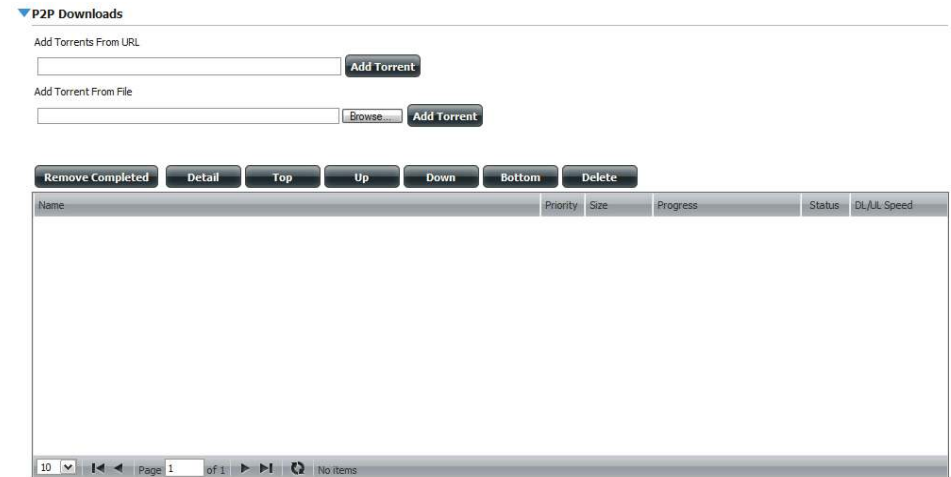 P2P Downloads
Add Torrents From URL
Add Torrent
Add Torrent From File
Browse... Add Torrent
Remove Completed Detail Top Up Down Bottom Delete
Name Priority Size Progress Status DL/UL Speed
10 Page 1 of 1 No items